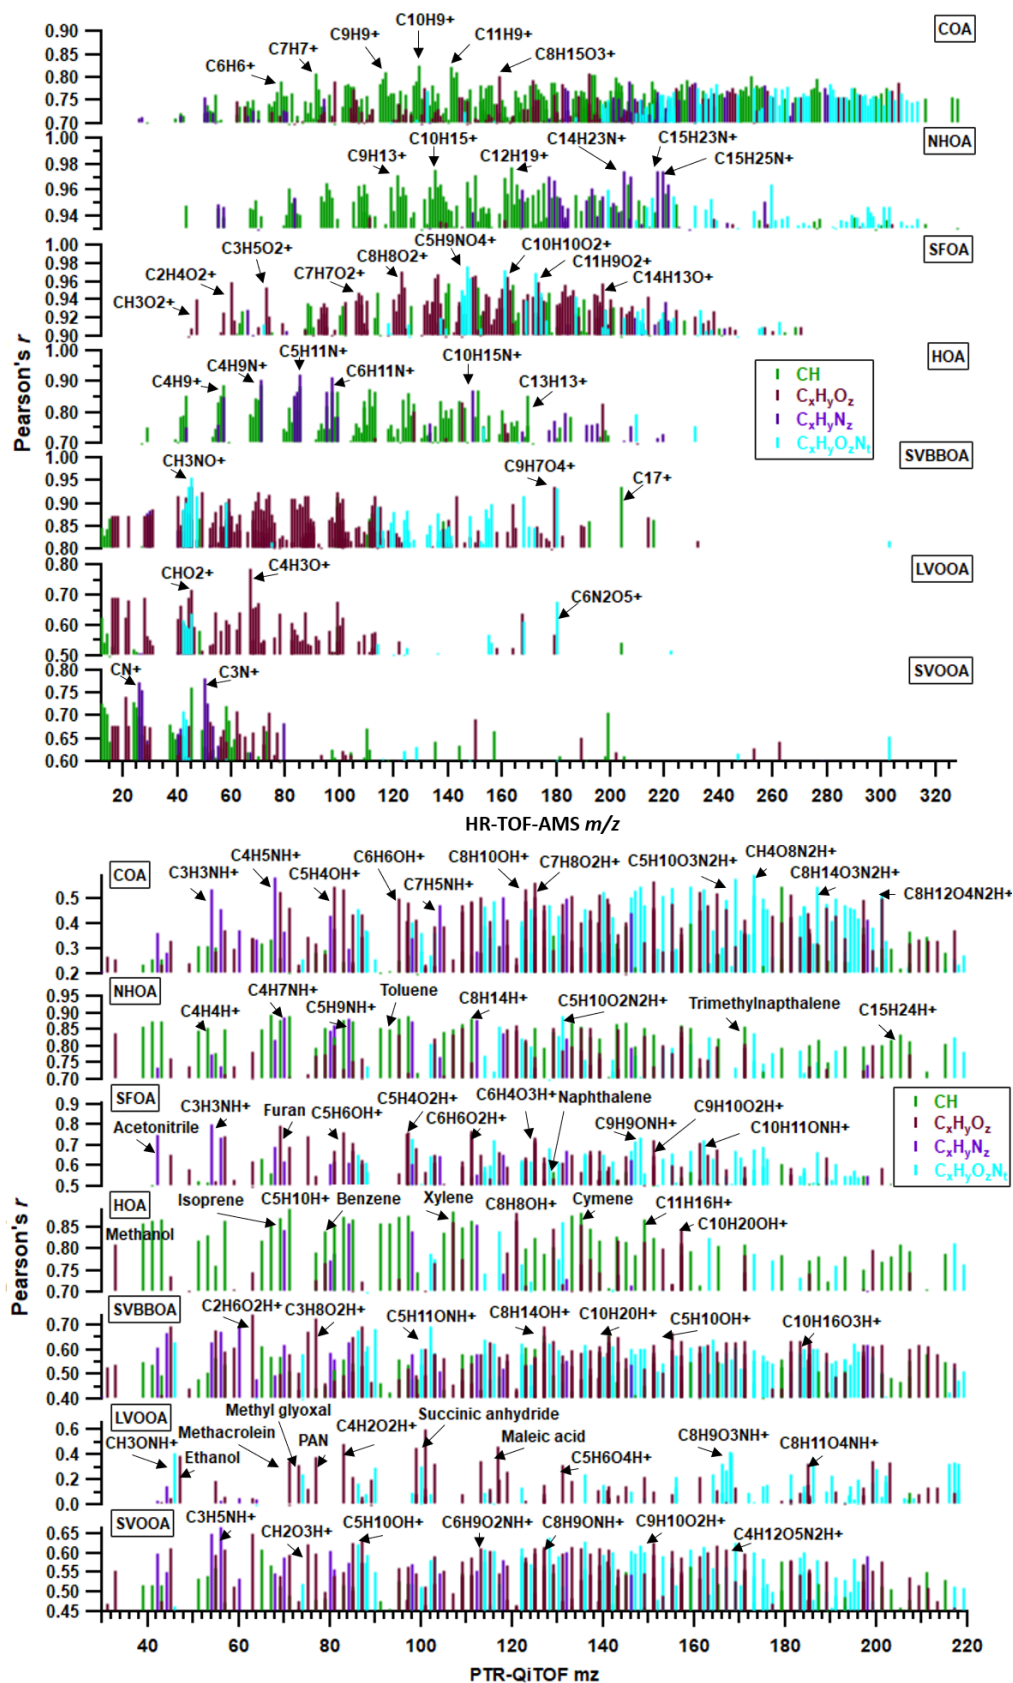 COA
0.90
0.85
0.80
0.75
0.70
C6H6+
C7H7+
C9H9+
C10H9+
C11H9+
C8H15O3+
NHOA
1.00
0.98
0.96
0.94
C9H13+
C10H15+
C12H19+
C14H23N+
C15H23N+
C15H25N+
SFOA
1.00
0.98
0.96
0.94
0.92
0.90
CH3O2+
C2H4O2+
C3H5O2+
C7H7O2+
C8H8O2+
C5H9NO4+
C10H10O2+
C11H9O2+
C14H13O+
HOA
1.00
0.90
0.80
0.70
C4H9+
C4H9N+
C5H11N+
C6H11N+
C10H15N+
C13H13+
CH
CxHyOz
CxHyNz
CxHyOzNt
SVBBOA
1.00
0.95
0.90
0.85
0.80
CH3NO+
C9H7O4+
C17+
LVOOA
0.80
0.70
0.60
0.50
CHO2+
C4H3O+
C6N2O5+
SVOOA
0.80
0.75
0.70
0.65
0.60
CN+
C3N+
Pearson's r
20 40 60 80 100 120 140 160 180 200 220 240 260 280 300 320
HR-TOF-AMS m/z
COA
0.5
0.4
0.3
0.2
C3H3NH+
C4H5NH+
C5H4OH+
C6H6OH+
C7H5NH+
C8H10OH+
C7H8O2H+
C5H10O3N2H+
CH4O8N2H+
C8H14O3N2H+
C8H12O4N2H+
NHOA
0.95
0.90
0.85
0.80
0.75
0.70
C4H4H+
C4H7NH+
C5H9NH+
Toluene
C8H14H+
C5H10O2N2H+
Trimethylnapthalene
C15H24H+
SFOA
0.9
0.8
0.7
0.6
0.5
Acetonitrile
C3H3NH+
Furan
C5H6OH+
C5H4O2H+
C6H6O2H+
C6H4O3H+
Naphthalene
C9H9ONH+
C9H10O2H+
C10H11ONH+
CH
CxHyOz
CxHyNz
CxHyOzNt
HOA
0.85
0.80
0.75
0.70
Methanol
Isoprene
C5H10H+
Benzene
Xylene
C8H8OH+
Cymene
C11H16H+
C10H20OH+
SVBBOA
0.70
0.60
0.50
0.40
C2H6O2H+
C3H8O2H+
C5H11ONH+
C8H14OH+
C10H20H+
C5H10OH+
C10H16O3H+
LVOOA
0.6
0.4
0.2
0.0
CH3ONH+
Ethanol
Methacrolein
Methyl glyoxal
PAN
C4H2O2H+
Succinic anhydride
Maleic acid
C5H6O4H+
C8H9O3NH+
C8H11O4NH+
SVOOA
0.65
0.60
0.55
0.50
0.45
C3H5NH+
CH2O3H+
C5H10OH+
C6H9O2NH+
C8H9ONH+
C9H10O2H+
C4H12O5N2H+
Pearson's r
40 60 80 100 120 140 160 180 200 220
PTR-QiTOF mz